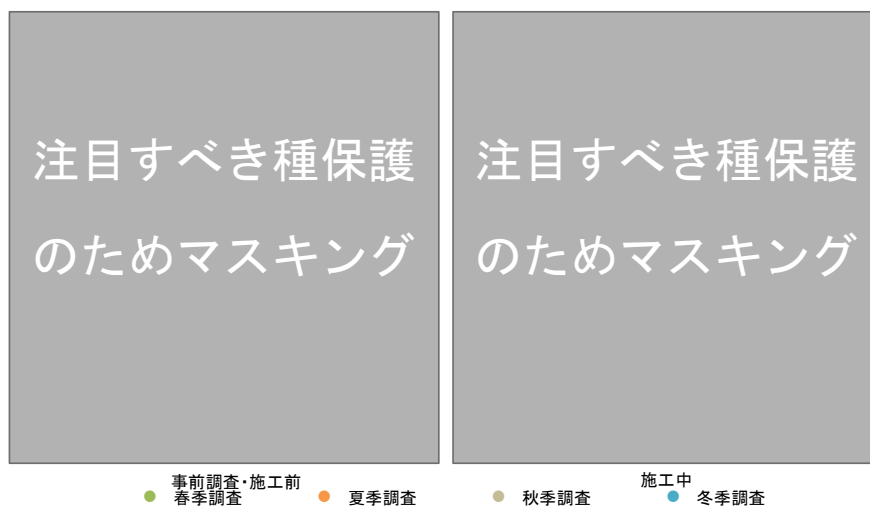 注目すべき種保護
のためマスキング
注目すべき種保護
のためマスキング
事前調査・施工前
施工中
春季調査
夏季調査
秋季調査
冬季調査